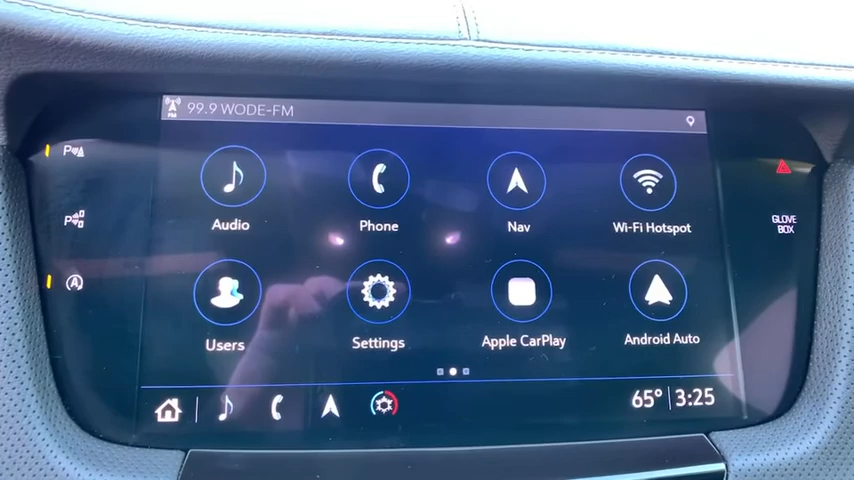 99.9 WODE-FM
P
Audio
Phone
Nav
Wi-Fi Hotspot
P
GLOVE
BOX
A
Users
Settings
Apple CarPlay
Android Auto
65° 3:25